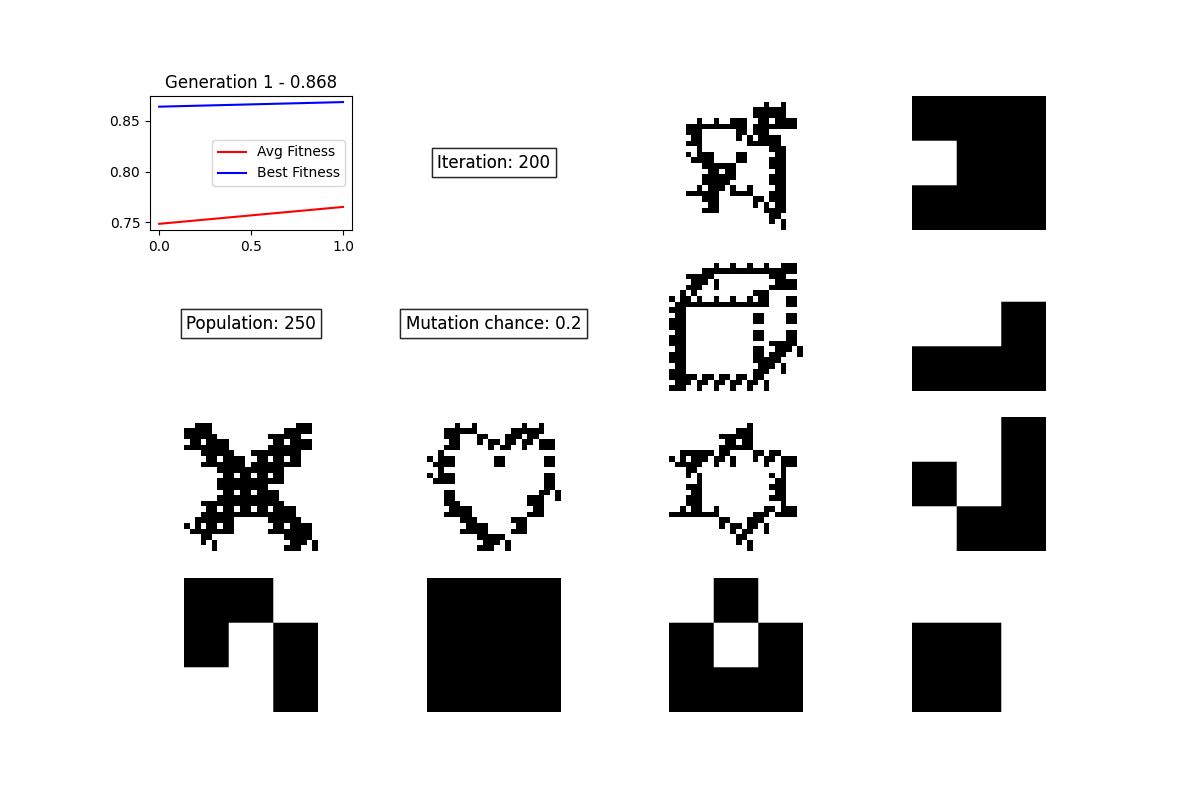 Generation 1 - 0.868
0.85
0.80
0.75
Avg Fitness
Best Fitness
0.0 0.5 1.0
Iteration: 200
Population: 250
Mutation chance: 0.2